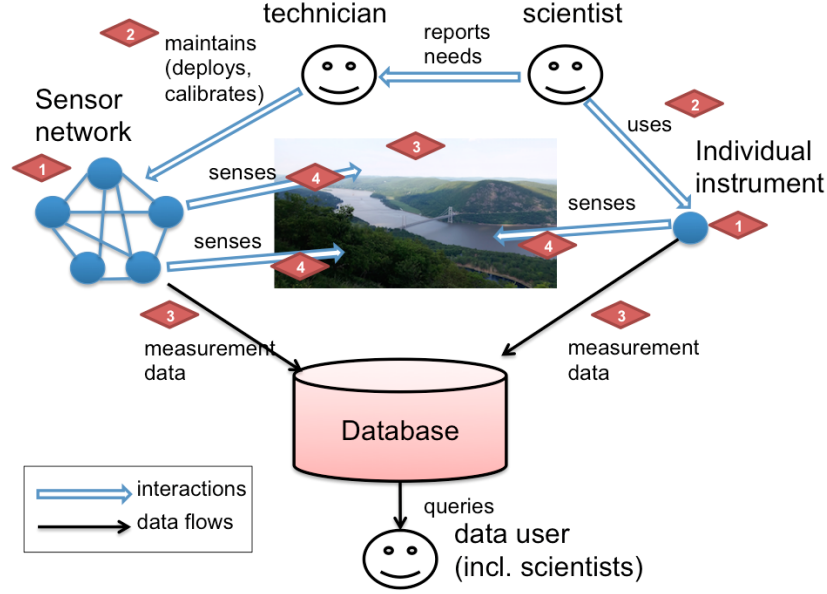 technician
scientist
2
maintains
(deploys,
calibrates)
reports
needs
Sensor
network
1
2
uses
Individual
instrument
1
3
senses
4
senses
4
senses
4
3
measurement
data
3
measurement
data
Database
interactions
data flows
queries
data user
(incl. scientists)